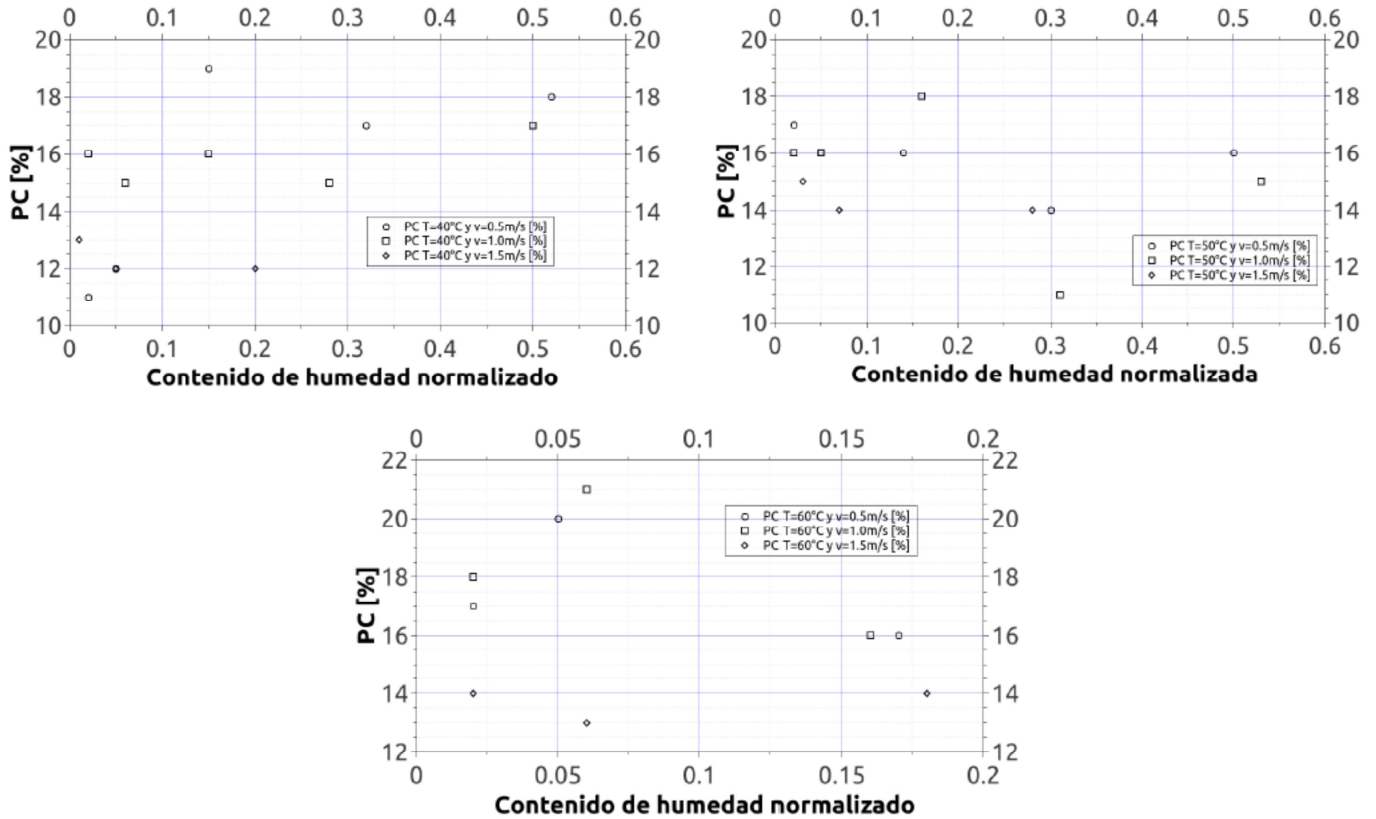 0 0.1 0.2 0.3 0.4 0.5 0.6
20 20
18 18
16 16
14 14
12 12
10 10
PC [%]
PC T=40°C y v=0.5m/s [%]
PC T=40°C y v=1.0m/s [%]
PC T=40°C y v=1.5m/s [%]
0 0.1 0.2 0.3 0.4 0.5 0.6
Contenido de humedad normalizado
0 0.1 0.2 0.3 0.4 0.5 0.6
20 20
18 18
16 16
14 14
12 12
10 10
PC [%]
PC T=50°C y v=0.5m/s [%]
PC T=50°C y v=1.0m/s [%]
PC T=50°C y v=1.5m/s [%]
0 0.1 0.2 0.3 0.4 0.5 0.6
Contenido de humedad normalizada
0 0.05 0.1 0.15 0.2
22 22
20 20
18 18
16 16
14 14
12 12
PC [%]
PC T=60°C y v=0.5m/s [%]
PC T=60°C y v=1.0m/s [%]
PC T=60°C y v=1.5m/s [%]
0 0.05 0.1 0.15 0.2
Contenido de humedad normalizado